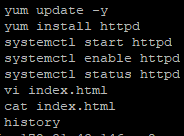 yum update -y
yum install httpd
systemctl start httpd
systemctl enable httpd
systemctl status httpd
vi index.html
cat index.html
history